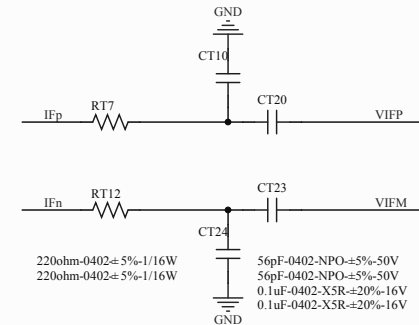 GND
CT10
RT7
CT20
IFp
VIFP
RT12
CT23
IFn
VIFM
CT24
220ohm-0402-±5%-1/16W
220ohm-0402-±5%-1/16W
56pF-0402-NPO-±5%-50V
56pF-0402-NPO-±5%-50V
0.1uF-0402-X5R-±20%-16V
0.1uF-0402-X5R-±20%-16V
GND